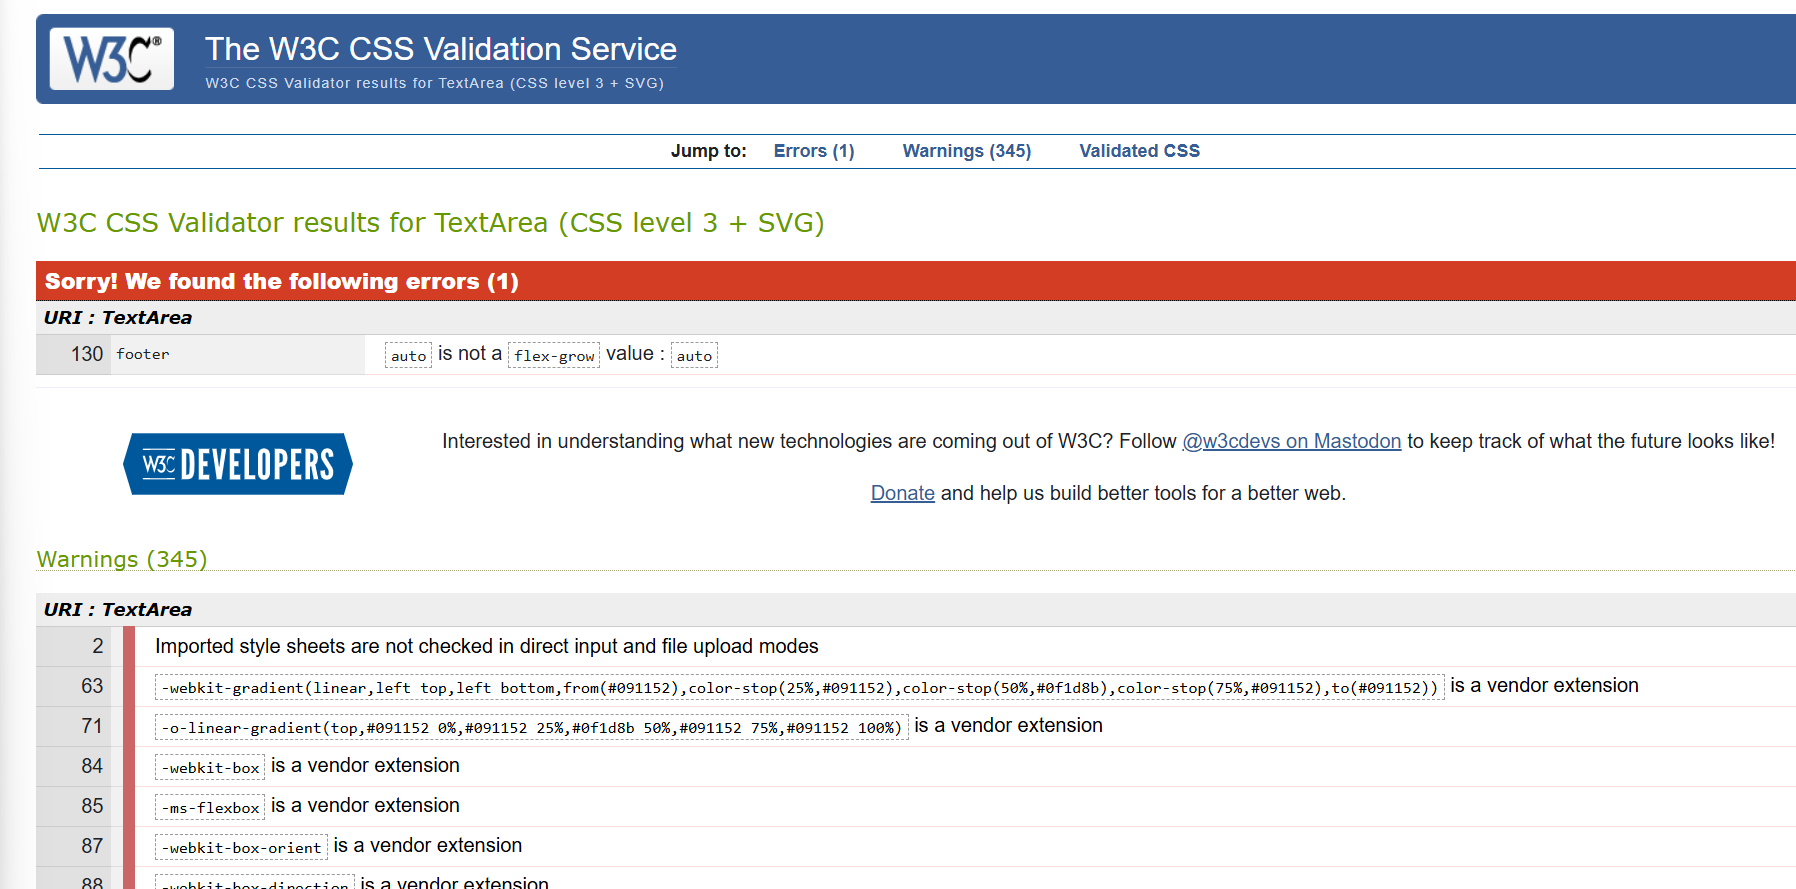 W3C®
The W3C CSS Validation Service
W3C CSS Validator results for TextArea (CSS level 3 + SVG)
Jump to: Errors (1) Warnings (345) Validated CSS
W3C CSS Validator results for TextArea (CSS level 3 + SVG)
Sorry! We found the following errors (1)
URI : TextArea
130 footer auto is not a flex-grow value : auto
W3C DEVELOPERS
Interested in understanding what new technologies are coming out of W3C? Follow @w3cdevs on Mastodon to keep track of what the future looks like!
Donate and help us build better tools for a better web.
Warnings (345)
URI : TextArea
2 Imported style sheets are not checked in direct input and file upload modes
63 -webkit-gradient(linear,left top,left bottom,from(#091152),color-stop(25%,#091152),color-stop(50%,#0f1d8b),color-stop(75%,#091152),to(#091152)) is a vendor extension
71 -o-linear-gradient(top,#091152 0%,#091152 25%,#0f1d8b 50%,#091152 75%,#091152 100%) is a vendor extension
84 -webkit-box is a vendor extension
85 -ms-flexbox is a vendor extension
87 -webkit-box-orient is a vendor extension
88 -webkit-box-direction is a vendor extension